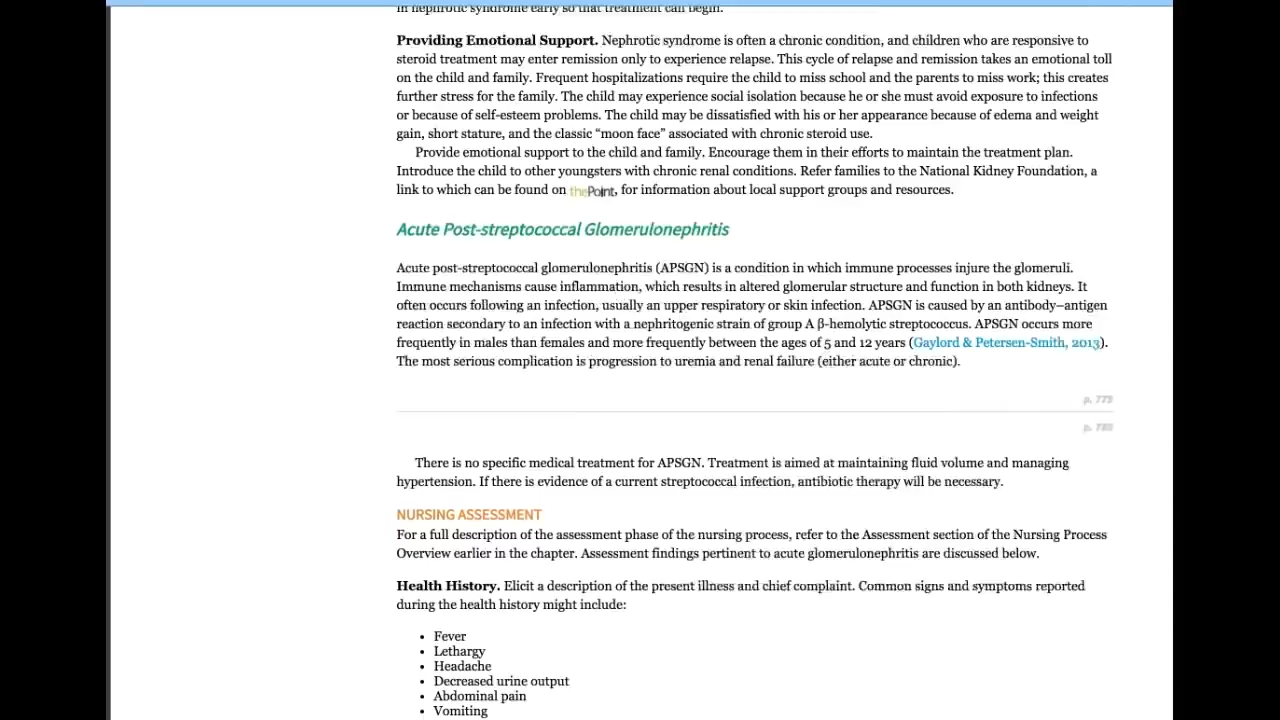 in nephrotic syndrome early so that treatment can begin.
Providing Emotional Support. Nephrotic syndrome is often a chronic condition, and children who are responsive to
steroid treatment may enter remission only to experience relapse. This cycle of relapse and remission takes an emotional toll
on the child and family. Frequent hospitalizations require the child to miss school and the parents to miss work; this creates
further stress for the family. The child may experience social isolation because he or she must avoid exposure to infections
or because of self-esteem problems. The child may be dissatisfied with his or her appearance because of edema and weight
gain, short stature, and the classic “moon face” associated with chronic steroid use.
Provide emotional support to the child and family. Encourage them in their efforts to maintain the treatment plan.
Introduce the child to other youngsters with chronic renal conditions. Refer families to the National Kidney Foundation, a
link to which can be found on thePoint, for information about local support groups and resources.
Acute Post-streptococcal Glomerulonephritis
Acute post-streptococcal glomerulonephritis (APSGN) is a condition in which immune processes injure the glomeruli.
Immune mechanisms cause inflammation, which results in altered glomerular structure and function in both kidneys. It
often occurs following an infection, usually an upper respiratory or skin infection. APSGN is caused by an antibody–antigen
reaction secondary to an infection with a nephritogenic strain of group A β-hemolytic streptococcus. APSGN occurs more
frequently in males than females and more frequently between the ages of 5 and 12 years (Gaylord & Petersen-Smith, 2013).
The most serious complication is progression to uremia and renal failure (either acute or chronic).
p. 779
p. 780
There is no specific medical treatment for APSGN. Treatment is aimed at maintaining fluid volume and managing
hypertension. If there is evidence of a current streptococcal infection, antibiotic therapy will be necessary.
NURSING ASSESSMENT
For a full description of the assessment phase of the nursing process, refer to the Assessment section of the Nursing Process
Overview earlier in the chapter. Assessment findings pertinent to acute glomerulonephritis are discussed below.
Health History. Elicit a description of the present illness and chief complaint. Common signs and symptoms reported
during the health history might include:
• Fever
• Lethargy
• Headache
• Decreased urine output
• Abdominal pain
• Vomiting